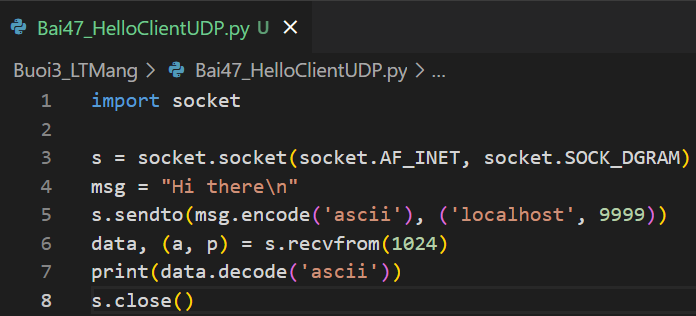 Bai47_HelloClientUDP.py U ×
Buoi3_LTMang > Bai47_HelloClientUDP.py > ...
1 import socket
2
3 s = socket.socket(socket.AF_INET, socket.SOCK_DGRAM)
4 msg = "Hi there\n"
5 s.sendto(msg.encode('ascii'), ('localhost', 9999))
6 data, (a, p) = s.recvfrom(1024)
7 print(data.decode('ascii'))
8 s.close()